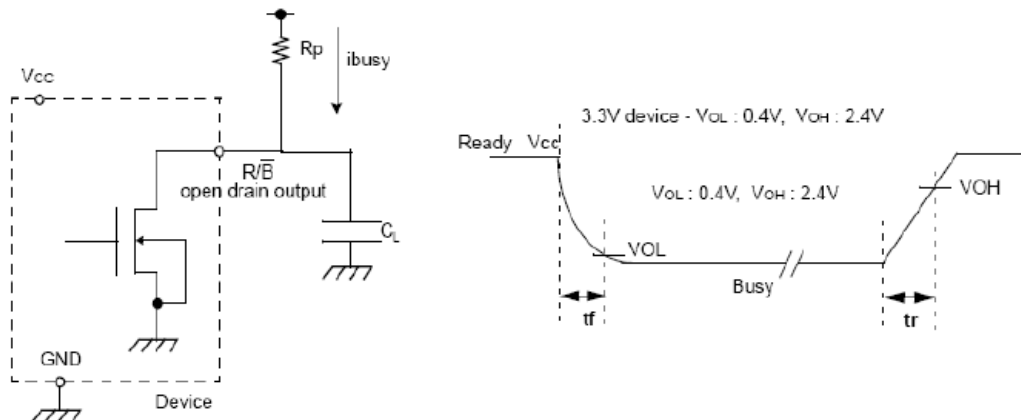 Rp
ibusy
Vcc
R/B̅
open drain output
CL
GND
Device
3.3V device - VOL : 0.4V, VOH : 2.4V
Ready Vcc
VOH
VOL : 0.4V, VOH : 2.4V
VOL
Busy
tf
tr